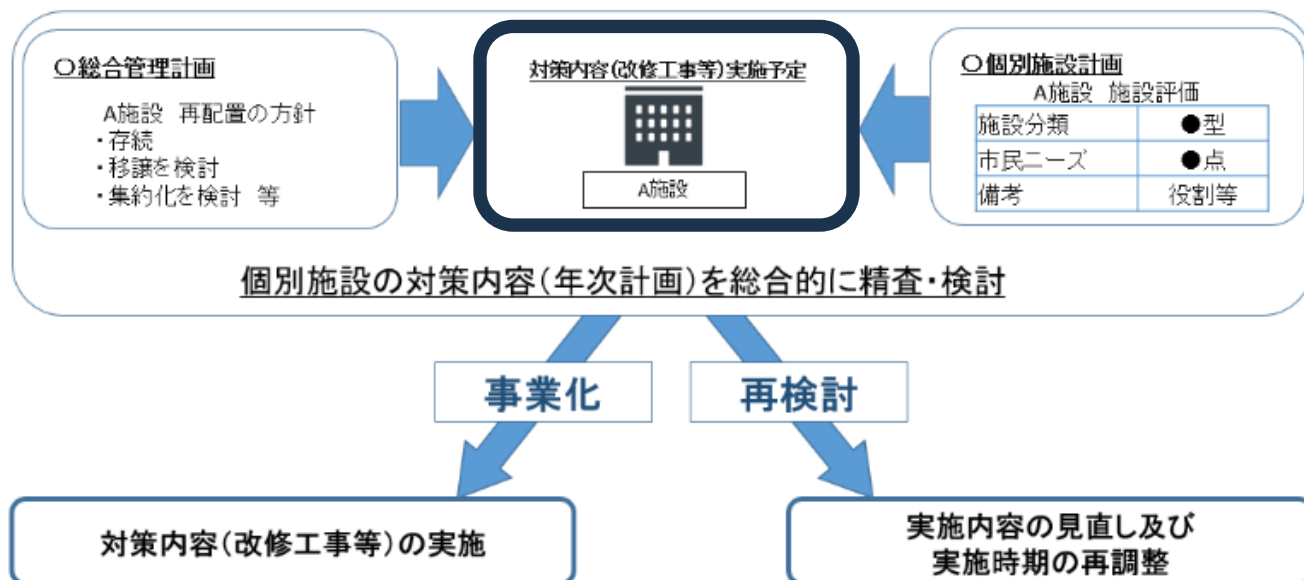 〇総合管理計画
A施設 再配置の方針
・存続
・移譲を検討
・集約化を検討 等
対策内容(改修工事等)実施予定
A施設
〇個別施設計画
A施設 施設評価
施設分類 ●型
市民ニーズ ●点
備考 役割等
個別施設の対策内容(年次計画)を総合的に精査・検討
事業化
再検討
対策内容(改修工事等)の実施
実施内容の見直し及び
実施時期の再調整